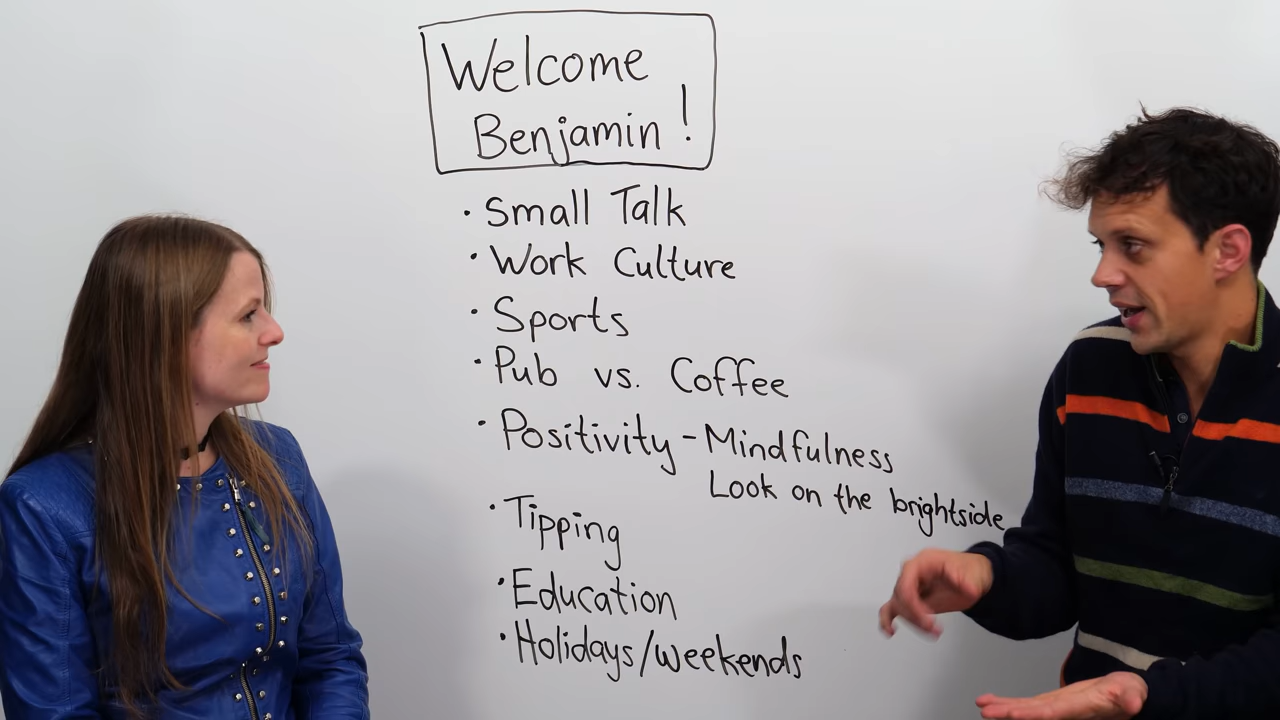 Welcome
Benjamin!
· Small Talk
· Work Culture
· Sports
· Pub vs. Coffee
· Positivity - Mindfulness
Look on the brightside
· Tipping
· Education
· Holidays/weekends